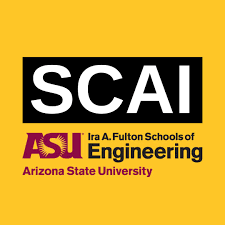 SCAI
ASU Ira A. Fulton Schools of
Engineering
Arizona State University